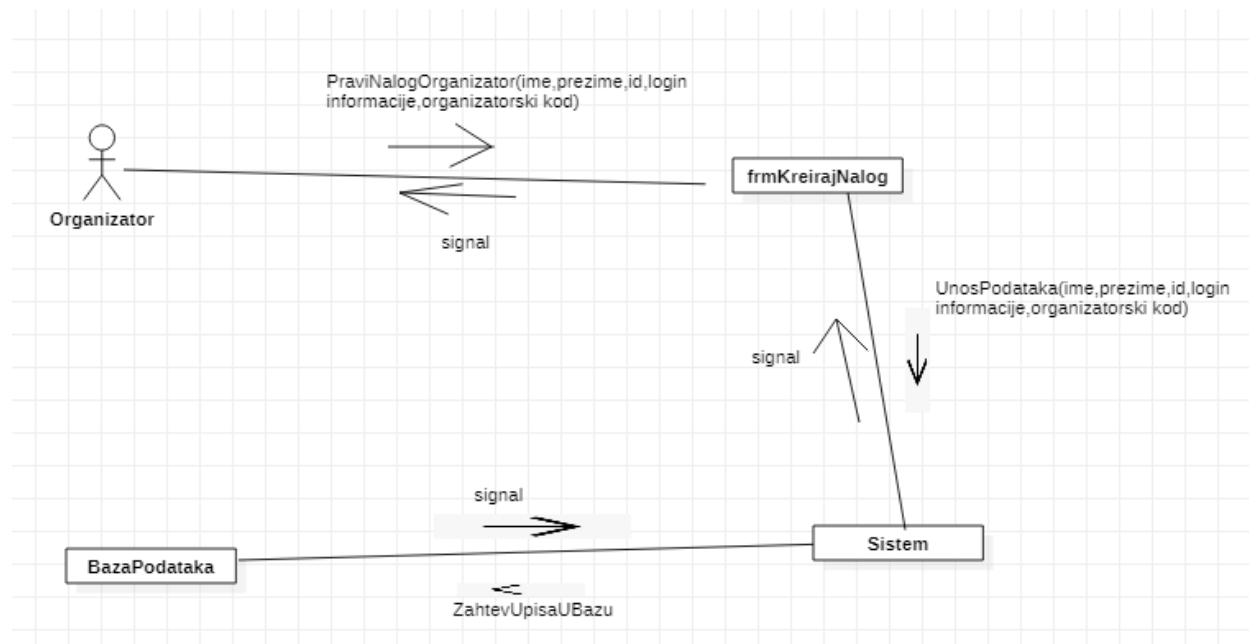 PraviNalogOrganizator(ime,prezime,id,login
informacije,organizatorski kod)
frmKreirajNalog
Organizator
signal
UnosPodataka(ime,prezime,id,login
informacije,organizatorski kod)
signal
signal
Sistem
BazaPodataka
ZahtevUpisaUBazu